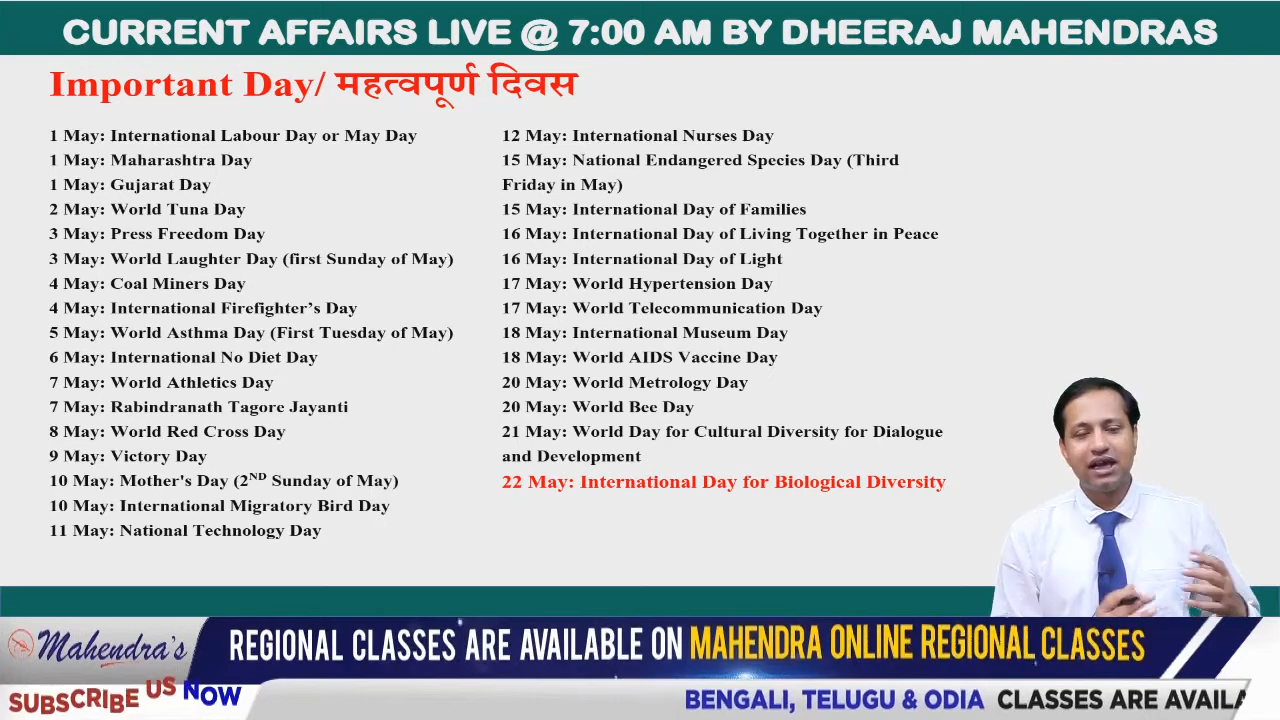 CURRENT AFFAIRS LIVE @ 7:00 AM BY DHEERAJ MAHENDRAS
Important Day/ महत्वपूर्ण दिवस
1 May: International Labour Day or May Day
1 May: Maharashtra Day
1 May: Gujarat Day
2 May: World Tuna Day
3 May: Press Freedom Day
3 May: World Laughter Day (first Sunday of May)
4 May: Coal Miners Day
4 May: International Firefighter’s Day
5 May: World Asthma Day (First Tuesday of May)
6 May: International No Diet Day
7 May: World Athletics Day
7 May: Rabindranath Tagore Jayanti
8 May: World Red Cross Day
9 May: Victory Day
10 May: Mother's Day (2ND Sunday of May)
10 May: International Migratory Bird Day
11 May: National Technology Day
12 May: International Nurses Day
15 May: National Endangered Species Day (Third
Friday in May)
15 May: International Day of Families
16 May: International Day of Living Together in Peace
16 May: International Day of Light
17 May: World Hypertension Day
17 May: World Telecommunication Day
18 May: International Museum Day
18 May: World AIDS Vaccine Day
20 May: World Metrology Day
20 May: World Bee Day
21 May: World Day for Cultural Diversity for Dialogue
and Development
22 May: International Day for Biological Diversity
Mahendra's
REGIONAL CLASSES ARE AVAILABLE ON MAHENDRA ONLINE REGIONAL CLASSES
SUBSCRIBE US NOW
BENGALI, TELUGU & ODIA CLASSES ARE AVAILA